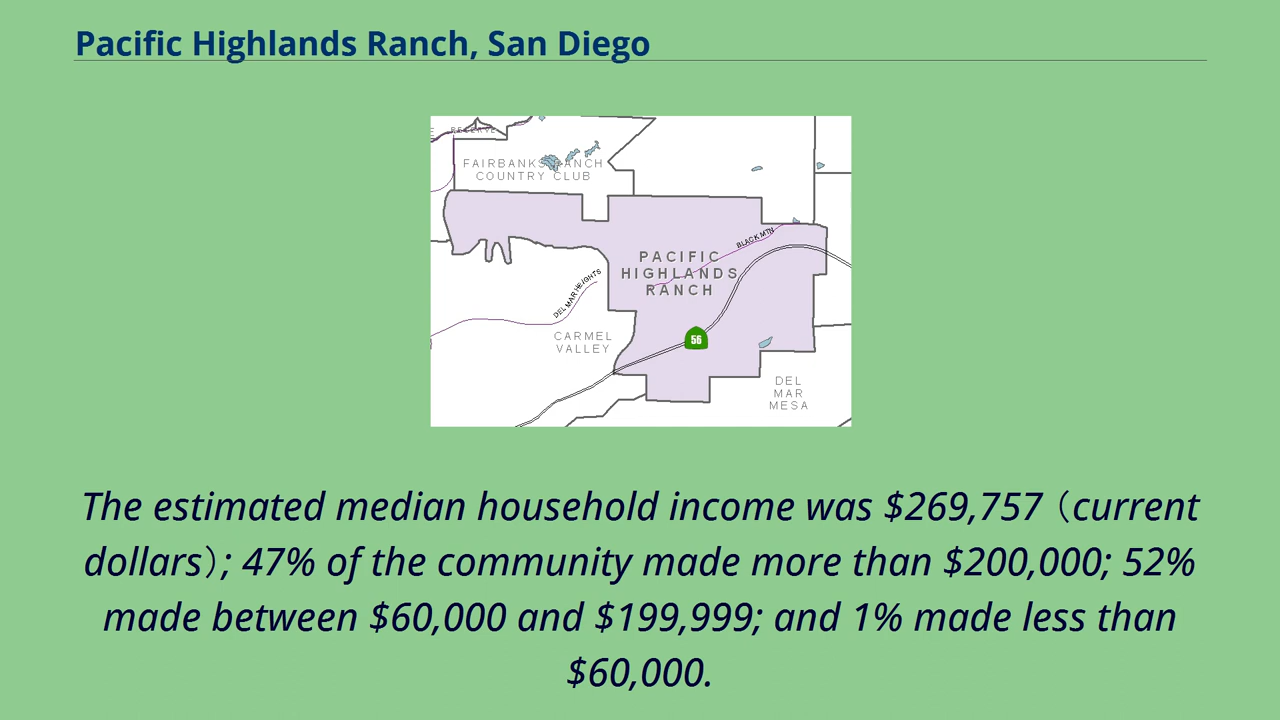 Pacific Highlands Ranch, San Diego
RESERVE
FAIRBANKS RANCH
COUNTRY CLUB
BLACK MTN
PACIFIC
HIGHLANDS
RANCH
DEL MAR HEIGHTS
56
CARMEL
VALLEY
DEL
MAR
MESA
The estimated median household income was $269,757（current
dollars）; 47% of the community made more than $200,000; 52%
made between $60,000 and $199,999; and 1% made less than
$60,000.